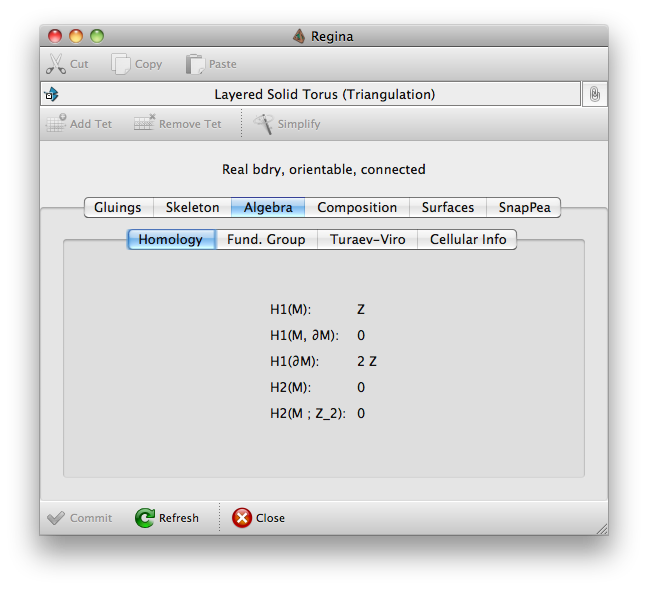 Regina
Cut Copy Paste
Layered Solid Torus (Triangulation)
Add Tet Remove Tet Simplify
Real bdry, orientable, connected
Gluings Skeleton Algebra Composition Surfaces SnapPea
Homology Fund. Group Turaev-Viro Cellular Info
H1(M): Z
H1(M, ∂M): 0
H1(∂M): 2 Z
H2(M): 0
H2(M ; Z_2): 0
Commit Refresh Close